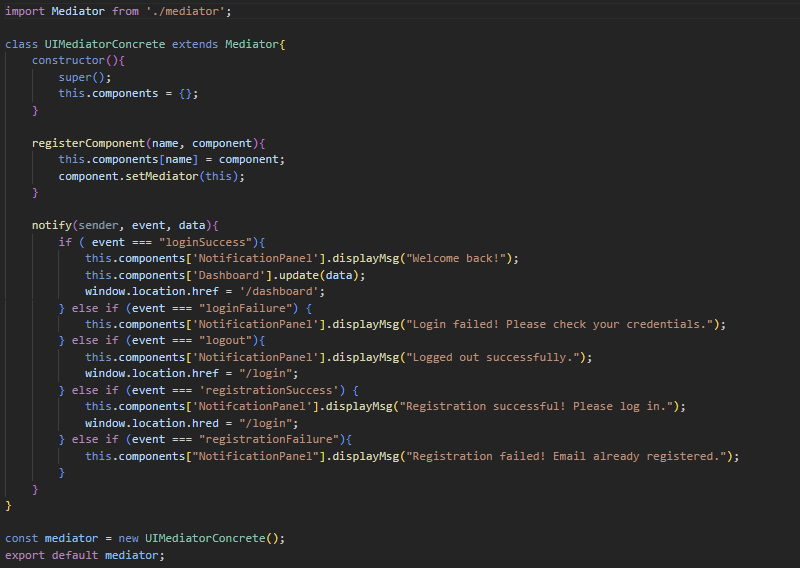 import Mediator from './mediator';
class UIMediatorConcrete extends Mediator{
constructor(){
super();
this.components = {};
}
registerComponent(name, component){
this.components[name] = component;
component.setMediator(this);
}
notify(sender, event, data){
if ( event === "loginSuccess"){
this.components['NotificationPanel'].displayMsg("Welcome back!");
this.components['Dashboard'].update(data);
window.location.href = '/dashboard';
} else if (event === "loginFailure") {
this.components['NotificationPanel'].displayMsg("Login failed! Please check your credentials.");
} else if (event === "logout"){
this.components['NotificationPanel'].displayMsg("Logged out successfully.");
window.location.href = "/login";
} else if (event === 'registrationSuccess') {
this.components['NotifcationPanel'].displayMsg("Registration successful! Please log in.");
window.location.hred = "/login";
} else if (event === "registrationFailure"){
this.components["NotificationPanel"].displayMsg("Registration failed! Email already registered.");
}
}
}
const mediator = new UIMediatorConcrete();
export default mediator;